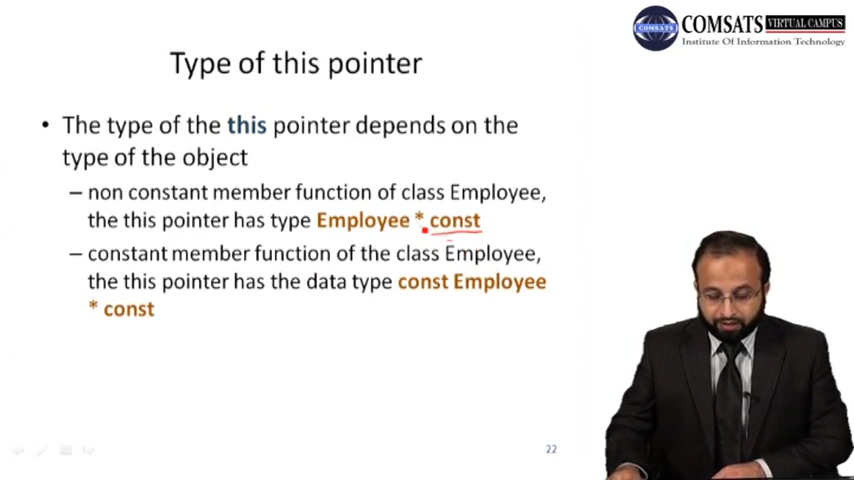 COMSATS VIRTUAL CAMPUS
COMSATS
Institute Of Information Technology
Type of this pointer
• The type of the this pointer depends on the
type of the object
– non constant member function of class Employee,
the this pointer has type Employee * const
– constant member function of the class Employee,
the this pointer has the data type const Employee
* const
22